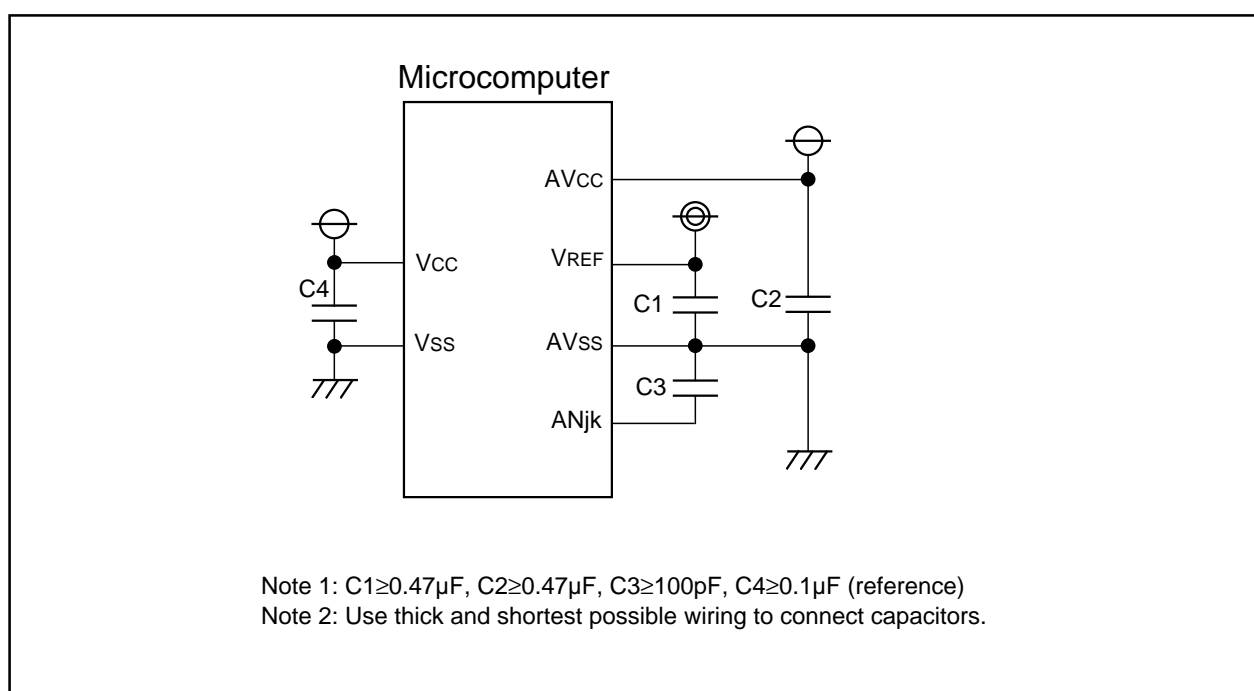 Microcomputer
AVCC
VREF
VCC
C4
C1
C2
VSS
AVSS
C3
ANjk
Note 1: C1≥0.47µF, C2≥0.47µF, C3≥100pF, C4≥0.1µF (reference)
Note 2: Use thick and shortest possible wiring to connect capacitors.